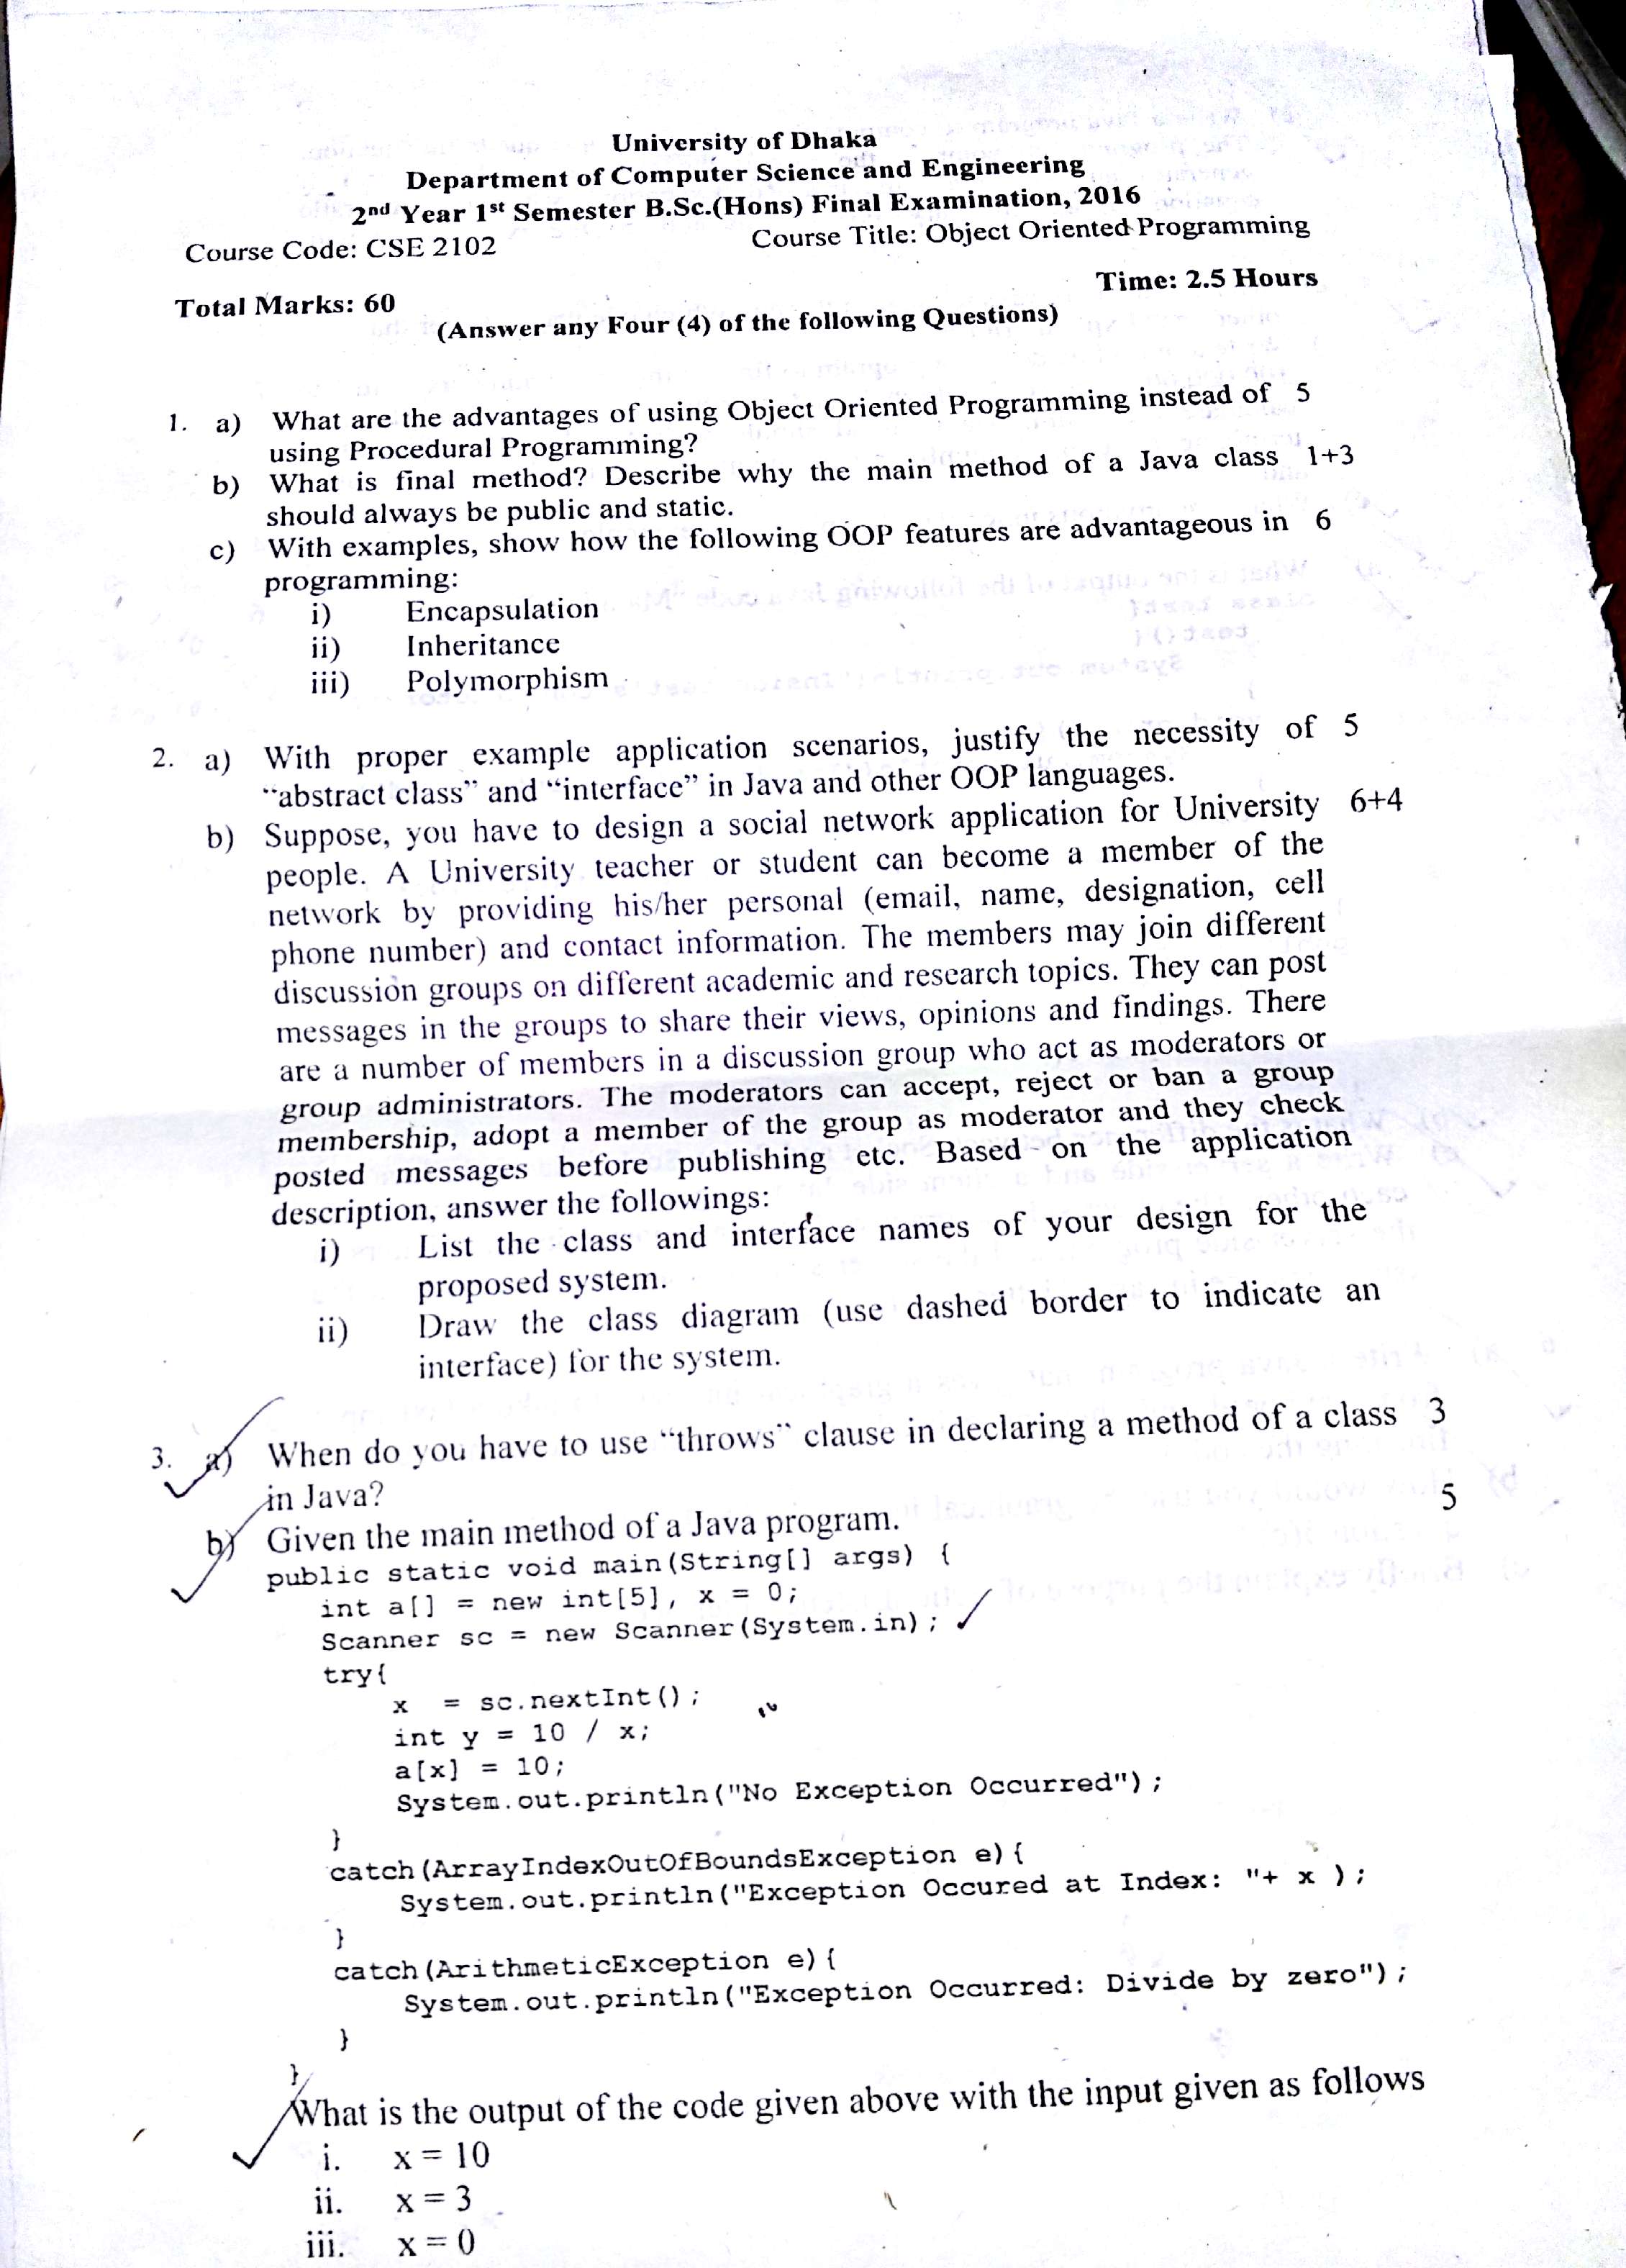 University of Dhaka
Department of Computer Science and Engineering
2nd Year 1st Semester B.Sc.(Hons) Final Examination, 2016
Course Code: CSE 2102 Course Title: Object Oriented Programming
Time: 2.5 Hours
Total Marks: 60
(Answer any Four (4) of the following Questions)
1. a) What are the advantages of using Object Oriented Programming instead of 5
using Procedural Programming?
b) What is final method? Describe why the main method of a Java class 1+3
should always be public and static.
c) With examples, show how the following OOP features are advantageous in 6
programming:
i) Encapsulation
ii) Inheritance
iii) Polymorphism
2. a) With proper example application scenarios, justify the necessity of 5
“abstract class” and “interface” in Java and other OOP languages.
b) Suppose, you have to design a social network application for University 6+4
people. A University teacher or student can become a member of the
network by providing his/her personal (email, name, designation, cell
phone number) and contact information. The members may join different
discussion groups on different academic and research topics. They can post
messages in the groups to share their views, opinions and findings. There
are a number of members in a discussion group who act as moderators or
group administrators. The moderators can accept, reject or ban a group
membership, adopt a member of the group as moderator and they check
posted messages before publishing etc. Based on the application
description, answer the followings:
i) List the class and interface names of your design for the
proposed system.
ii) Draw the class diagram (use dashed border to indicate an
interface) for the system.
3. a) When do you have to use “throws” clause in declaring a method of a class 3
in Java?
b) Given the main method of a Java program. 5
public static void main(String[] args) {
int a[] = new int[5], x = 0;
Scanner sc = new Scanner(System.in);
try{
x = sc.nextInt();
int y = 10 / x;
a[x] = 10;
System.out.println("No Exception Occurred");
}
catch(ArrayIndexOutOfBoundsException e){
System.out.println("Exception Occured at Index: "+ x );
}
catch(ArithmeticException e){
System.out.println("Exception Occurred: Divide by zero");
}
}
What is the output of the code given above with the input given as follows
i. x = 10
ii. x = 3
iii. x = 0